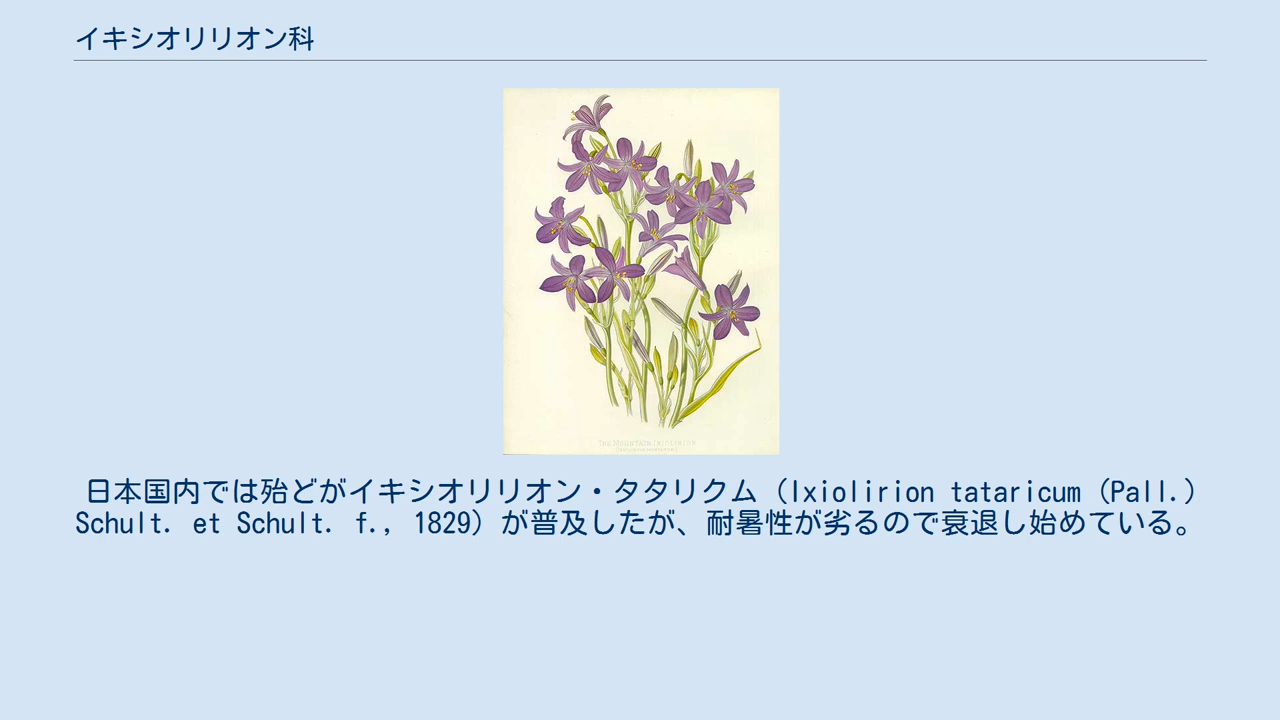 イキシオリリオン科
THE MOUNTAIN IXIOLIRION
日本国内では殆どがイキシオリリオン・タタリクム（Ixiolirion tataricum（Pall.）
Schult. et Schult. f., 1829）が普及したが、耐暑性が劣るので衰退し始めている。